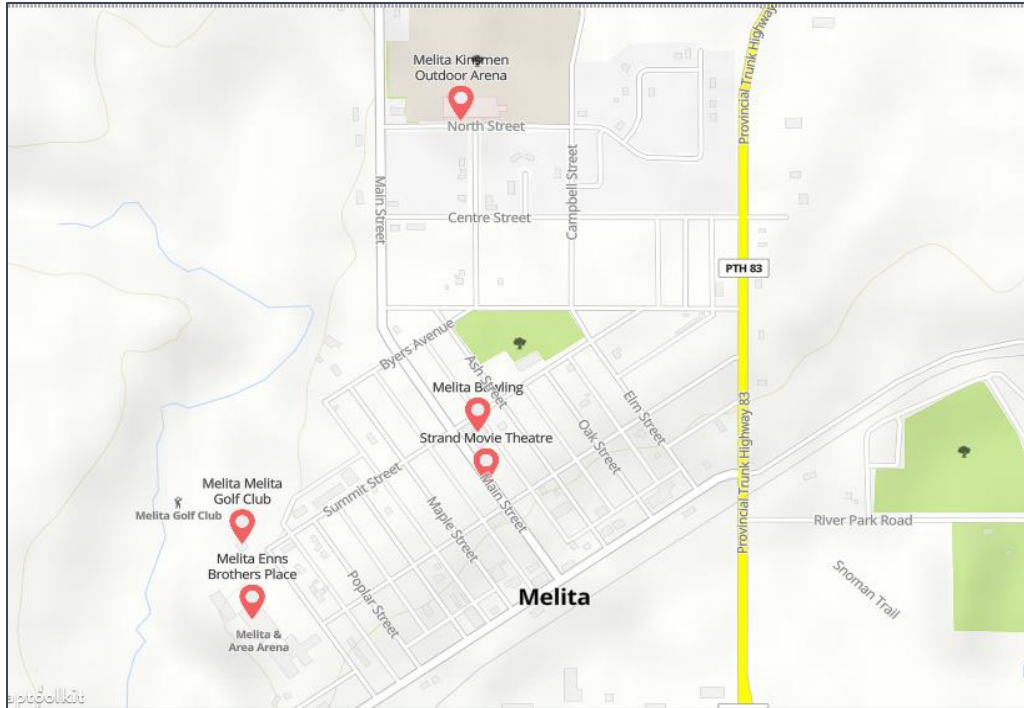 Melita Kinsmen
Outdoor Arena
North Street
Provincial Trunk Highway
Main Street
Campbell Street
Centre Street
PTH 83
Byers Avenue
Ash Street
Melita Bowling
Elm Street
Provincial Trunk Highway 83
Strand Movie Theatre
Oak Street
Summit Street
Main Street
Melita Melita
Golf Club
Melita Golf Club
Maple Street
River Park Road
Melita Enns
Brothers Place
Poplar Street
Snoman Trail
Melita
Melita &
Area Arena
aptoolkit